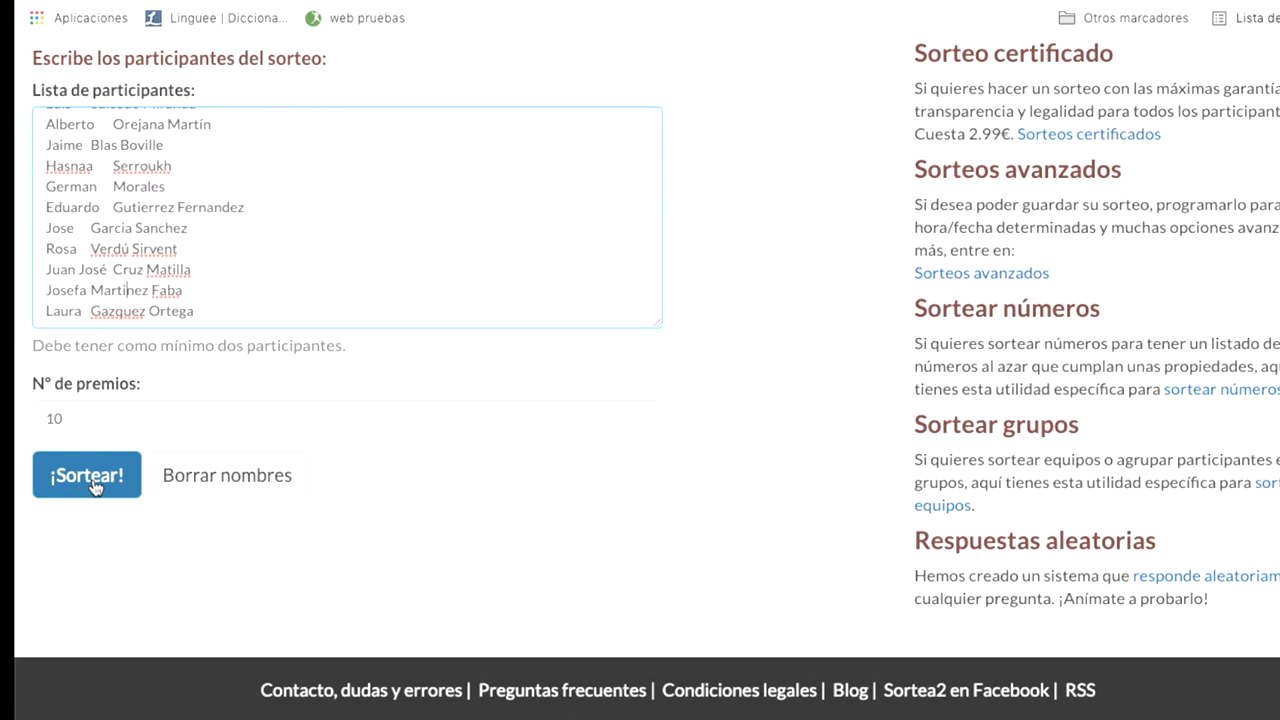 Aplicaciones Linguee | Dicciona... web pruebas Otros marcadores Lista de
Escribe los participantes del sorteo:
Lista de participantes:
Alberto Orejana Martín
Jaime Blas Boville
Hasnaa Serroukh
German Morales
Eduardo Gutierrez Fernandez
Jose Garcia Sanchez
Rosa Verdú Sirvent
Juan José Cruz Matilla
Josefa Martinez Faba
Laura Gazquez Ortega
Debe tener como mínimo dos participantes.
Nº de premios:
10
¡Sortear! Borrar nombres
Sorteo certificado
Si quieres hacer un sorteo con las máximas garantía
transparencia y legalidad para todos los participant
Cuesta 2.99€. Sorteos certificados
Sorteos avanzados
Si desea poder guardar su sorteo, programarlo para
hora/fecha determinadas y muchas opciones avanz
más, entre en:
Sorteos avanzados
Sortear números
Si quieres sortear números para tener un listado de
números al azar que cumplan unas propiedades, aqu
tienes esta utilidad específica para sortear números
Sortear grupos
Si quieres sortear equipos o agrupar participantes e
grupos, aquí tienes esta utilidad específica para sort
equipos.
Respuestas aleatorias
Hemos creado un sistema que responde aleatoriam
cualquier pregunta. ¡Anímate a probarlo!
Contacto, dudas y errores | Preguntas frecuentes | Condiciones legales | Blog | Sortea2 en Facebook | RSS